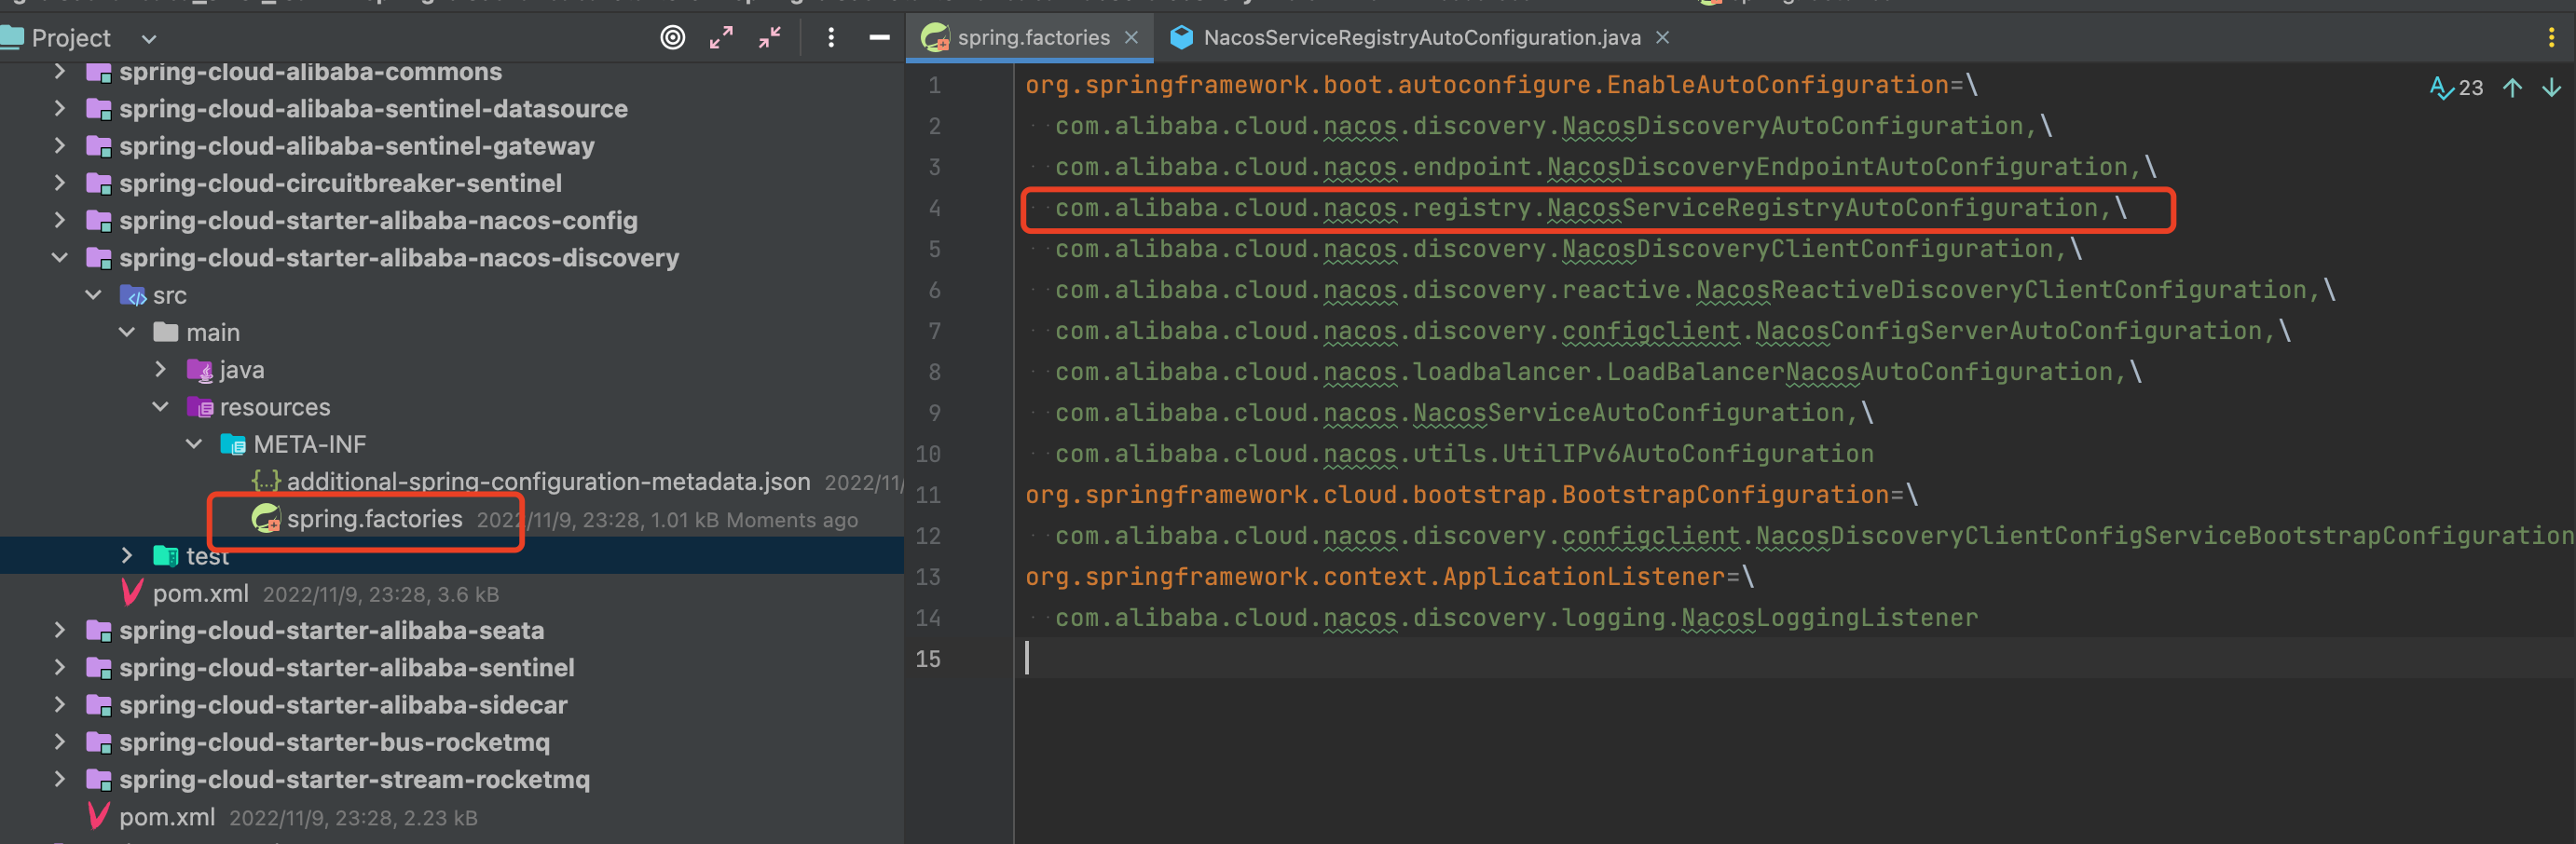 Project
spring-cloud-alibaba-commons
spring-cloud-alibaba-sentinel-datasource
spring-cloud-alibaba-sentinel-gateway
spring-cloud-circuitbreaker-sentinel
spring-cloud-starter-alibaba-nacos-config
spring-cloud-starter-alibaba-nacos-discovery
src
main
java
resources
META-INF
additional-spring-configuration-metadata.json 2022/11/
spring.factories 2022/11/9, 23:28, 1.01 kB Moments ago
test
pom.xml 2022/11/9, 23:28, 3.6 kB
spring-cloud-starter-alibaba-seata
spring-cloud-starter-alibaba-sentinel
spring-cloud-starter-alibaba-sidecar
spring-cloud-starter-bus-rocketmq
spring-cloud-starter-stream-rocketmq
pom.xml 2022/11/9, 23:28, 2.23 kB
spring.factories NacosServiceRegistryAutoConfiguration.java
23
1 org.springframework.boot.autoconfigure.EnableAutoConfiguration=\
2 com.alibaba.cloud.nacos.discovery.NacosDiscoveryAutoConfiguration,\
3 com.alibaba.cloud.nacos.endpoint.NacosDiscoveryEndpointAutoConfiguration,\
4 com.alibaba.cloud.nacos.registry.NacosServiceRegistryAutoConfiguration,\
5 com.alibaba.cloud.nacos.discovery.NacosDiscoveryClientConfiguration,\
6 com.alibaba.cloud.nacos.discovery.reactive.NacosReactiveDiscoveryClientConfiguration,\
7 com.alibaba.cloud.nacos.discovery.configclient.NacosConfigServerAutoConfiguration,\
8 com.alibaba.cloud.nacos.loadbalancer.LoadBalancerNacosAutoConfiguration,\
9 com.alibaba.cloud.nacos.NacosServiceAutoConfiguration,\
10 com.alibaba.cloud.nacos.utils.UtilIPv6AutoConfiguration
11 org.springframework.cloud.bootstrap.BootstrapConfiguration=\
12 com.alibaba.cloud.nacos.discovery.configclient.NacosDiscoveryClientConfigServiceBootstrapConfiguration
13 org.springframework.context.ApplicationListener=\
14 com.alibaba.cloud.nacos.discovery.logging.NacosLoggingListener
15